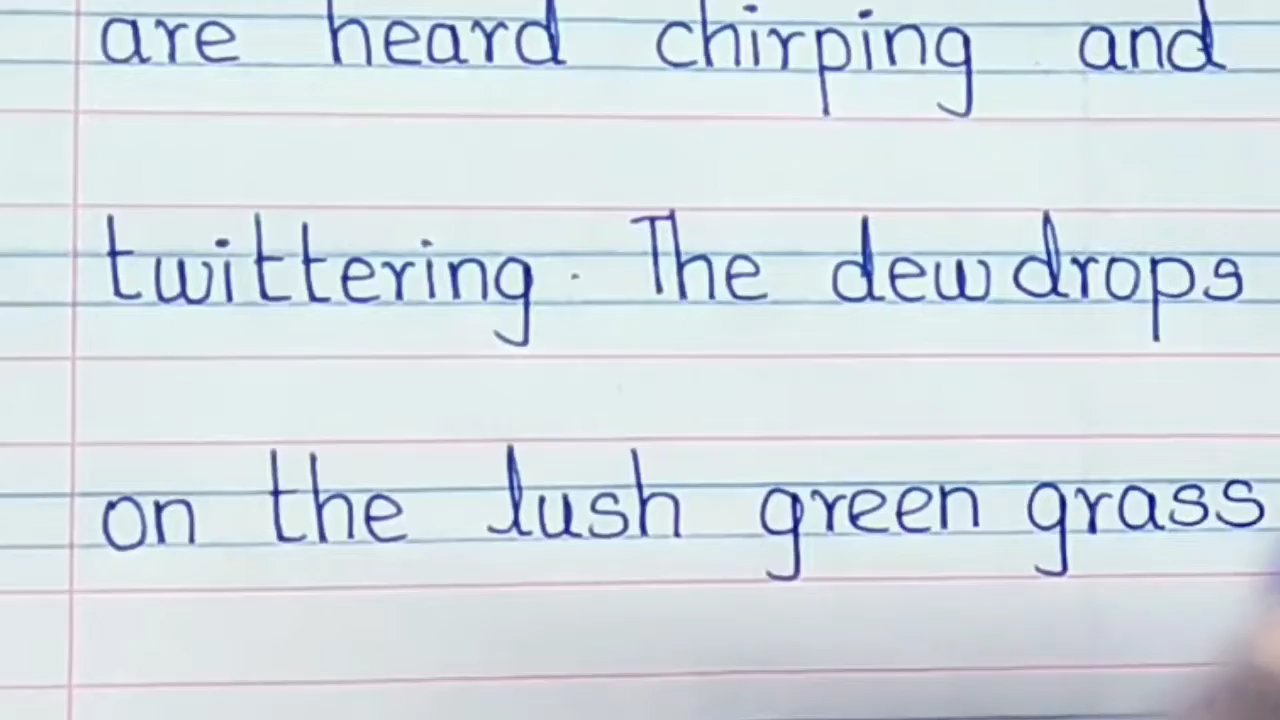 are heard chirping and
twittering. The dewdrops
on the lush green grass